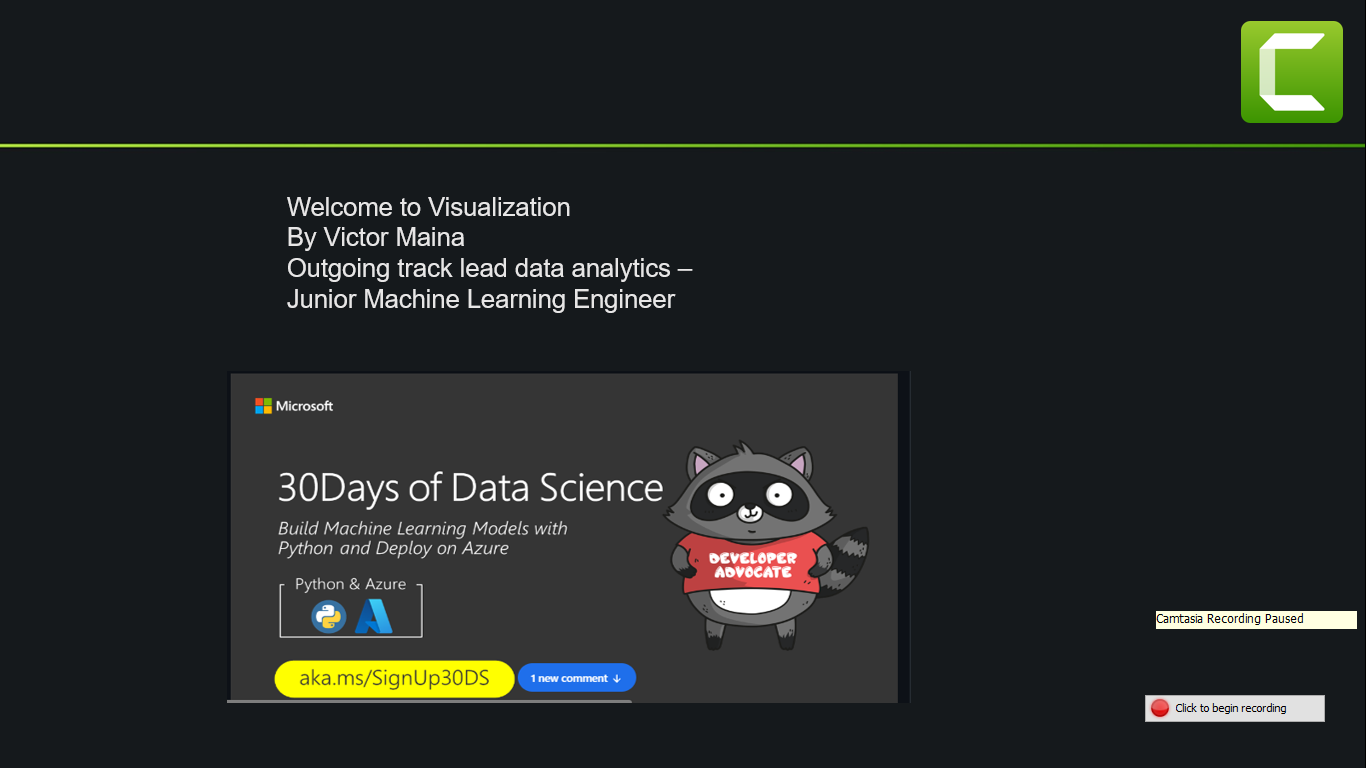 Welcome to Visualization
By Victor Maina
Outgoing track lead data analytics –
Junior Machine Learning Engineer
Microsoft
30Days of Data Science
Build Machine Learning Models with
Python and Deploy on Azure
Python & Azure
DEVELOPER
ADVOCATE
aka.ms/SignUp30DS
1 new comment ↓
Camtasia Recording Paused
Click to begin recording